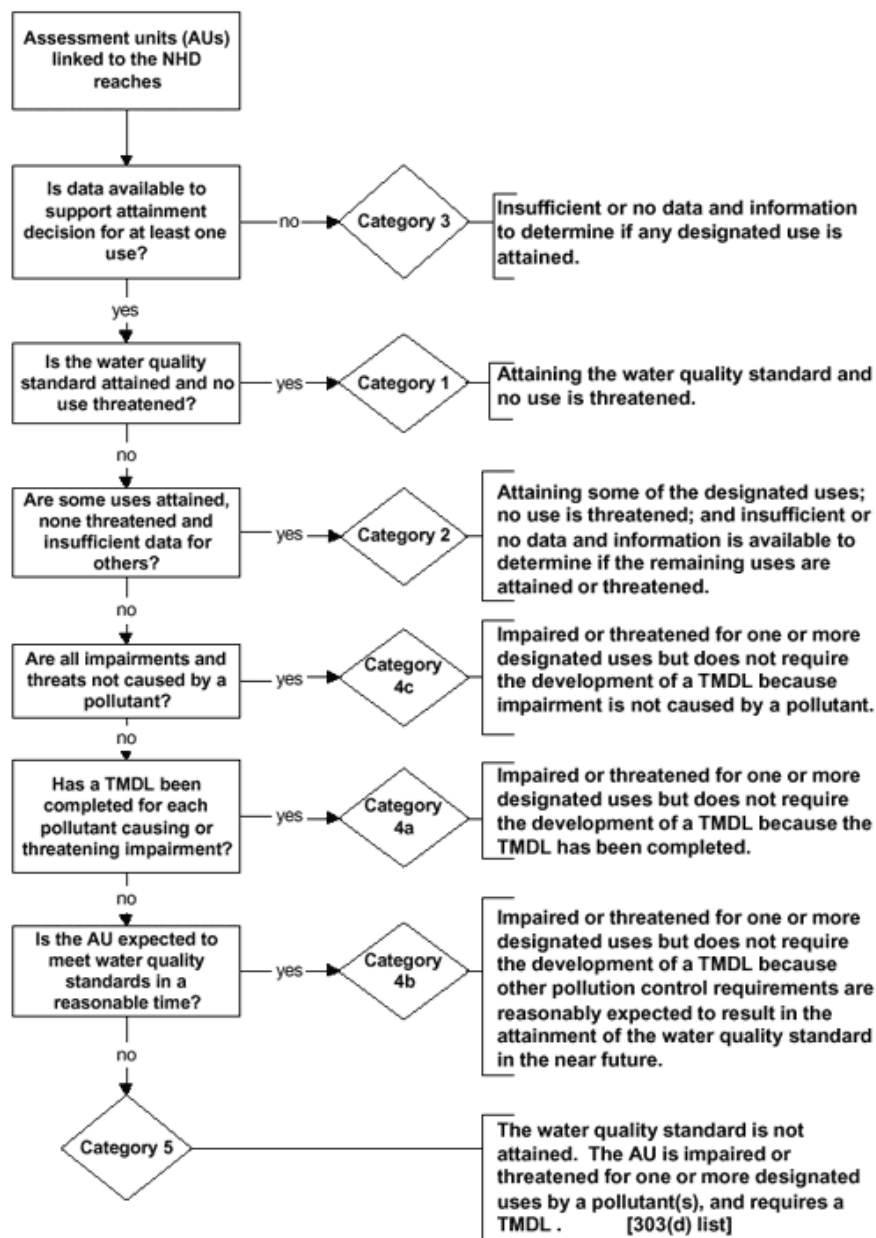 Assessment units (AUs)
linked to the NHD
reaches
Is data available to
support attainment
decision for at least one
use?
no
Category 3
Insufficient or no data and information
to determine if any designated use is
attained.
yes
Is the water quality
standard attained and no
use threatened?
yes
Category 1
Attaining the water quality standard and
no use is threatened.
no
Are some uses attained,
none threatened and
insufficient data for
others?
yes
Category 2
Attaining some of the designated uses;
no use is threatened; and insufficient or
no data and information is available to
determine if the remaining uses are
attained or threatened.
no
Are all impairments and
threats not caused by a
pollutant?
yes
Category
4c
Impaired or threatened for one or more
designated uses but does not require
the development of a TMDL because
impairment is not caused by a pollutant.
no
Has a TMDL been
completed for each
pollutant causing or
threatening impairment?
yes
Category
4a
Impaired or threatened for one or more
designated uses but does not require
the development of a TMDL because the
TMDL has been completed.
no
Is the AU expected to
meet water quality
standards in a
reasonable time?
yes
Category
4b
Impaired or threatened for one or more
designated uses but does not require
the development of a TMDL because
other pollution control requirements are
reasonably expected to result in the
attainment of the water quality standard
in the near future.
no
Category 5
The water quality standard is not
attained. The AU is impaired or
threatened for one or more designated
uses by a pollutant(s), and requires a
TMDL . [303(d) list]